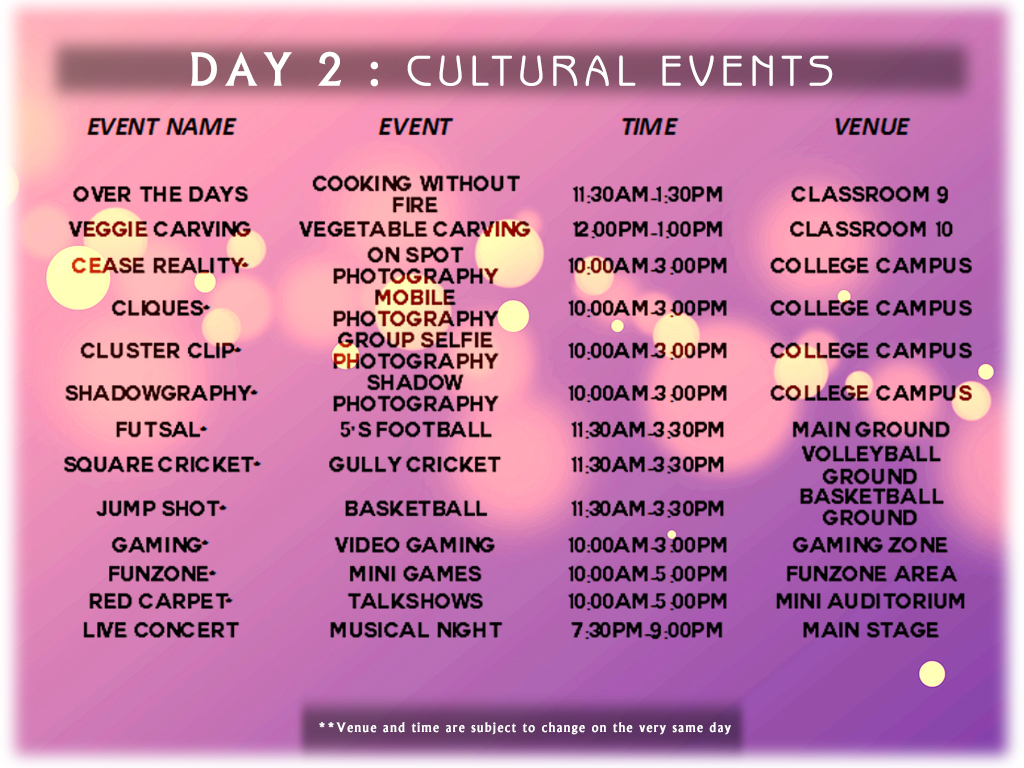 DAY 2 : CULTURAL EVENTS
EVENT NAME EVENT TIME VENUE
OVER THE DAYS COOKING WITHOUT FIRE 11:30AM-1:30PM CLASSROOM 9
VEGGIE CARVING VEGETABLE CARVING 12:00PM-1:00PM CLASSROOM 10
CEASE REALITY* ON SPOT PHOTOGRAPHY 10:00AM-3:00PM COLLEGE CAMPUS
CLIQUES* MOBILE PHOTOGRAPHY 10:00AM-3:00PM COLLEGE CAMPUS
CLUSTER CLIP* GROUP SELFIE PHOTOGRAPHY 10:00AM-3:00PM COLLEGE CAMPUS
SHADOWGRAPHY* SHADOW PHOTOGRAPHY 10:00AM-3:00PM COLLEGE CAMPUS
FUTSAL* 5'S FOOTBALL 11:30AM-3:30PM MAIN GROUND
SQUARE CRICKET* GULLY CRICKET 11:30AM-3:30PM VOLLEYBALL GROUND
JUMP SHOT* BASKETBALL 11:30AM-3:30PM BASKETBALL GROUND
GAMING* VIDEO GAMING 10:00AM-3:00PM GAMING ZONE
FUNZONE* MINI GAMES 10:00AM-5:00PM FUNZONE AREA
RED CARPET* TALKSHOWS 10:00AM-5:00PM MINI AUDITORIUM
LIVE CONCERT MUSICAL NIGHT 7:30PM-9:00PM MAIN STAGE
**Venue and time are subject to change on the very same day